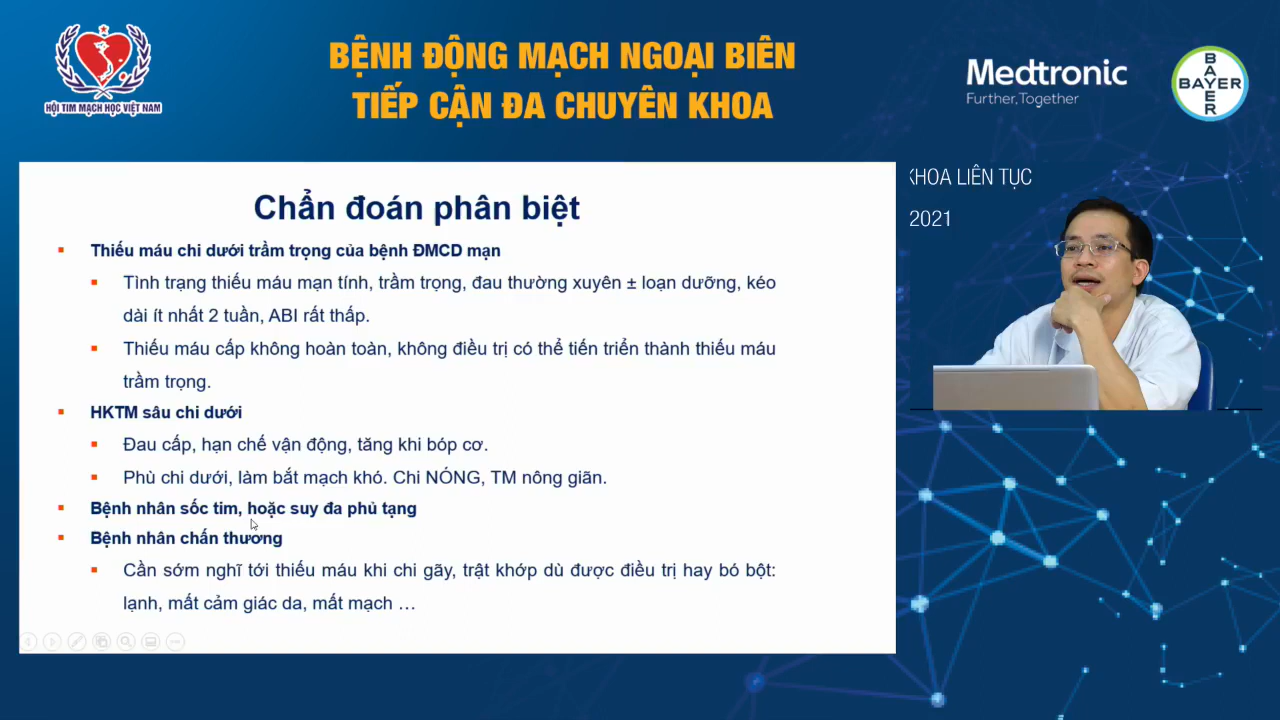 HỘI TIM MẠCH HỌC VIỆT NAM
BỆNH ĐỘNG MẠCH NGOẠI BIÊN
TIẾP CẬN ĐA CHUYÊN KHOA
Medtronic
Further, Together
BAYER
BAYER
KHOA LIÊN TỤC
2021
Chẩn đoán phân biệt
Thiếu máu chi dưới trầm trọng của bệnh ĐMCD mạn
Tình trạng thiếu máu mạn tính, trầm trọng, đau thường xuyên ± loạn dưỡng, kéo
dài ít nhất 2 tuần, ABI rất thấp.
Thiếu máu cấp không hoàn toàn, không điều trị có thể tiến triển thành thiếu máu
trầm trọng.
HKTM sâu chi dưới
Đau cấp, hạn chế vận động, tăng khi bóp cơ.
Phù chi dưới, làm bắt mạch khó. Chi NÓNG, TM nông giãn.
Bệnh nhân sốc tim, hoặc suy đa phủ tạng
Bệnh nhân chấn thương
Cần sớm nghĩ tới thiếu máu khi chi gãy, trật khớp dù được điều trị hay bó bột:
lạnh, mất cảm giác da, mất mạch …